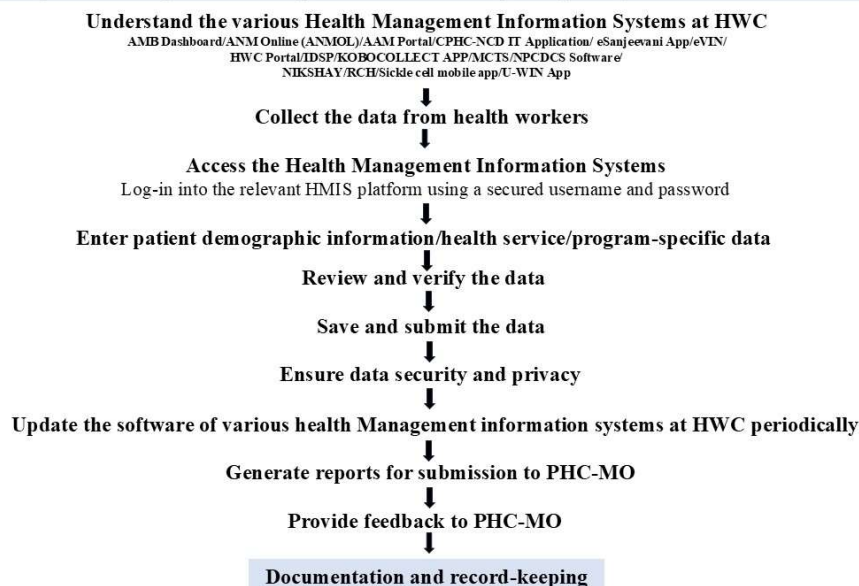 Understand the various Health Management Information Systems at HWC
AMB Dashboard/ANM Online (ANMOL)/AAM Portal/CPHC-NCD IT Application/ eSanjeevani App/eVIN/
HWC Portal/IDSP/KOBOCOLLECT APP/MCTS/NPCDCS Software/
NIKSHAY/RCH/Sickle cell mobile app/U-WIN App
Collect the data from health workers
Access the Health Management Information Systems
Log-in into the relevant HMIS platform using a secured username and password
Enter patient demographic information/health service/program-specific data
Review and verify the data
Save and submit the data
Ensure data security and privacy
Update the software of various health Management information systems at HWC periodically
Generate reports for submission to PHC-MO
Provide feedback to PHC-MO
Documentation and record-keeping